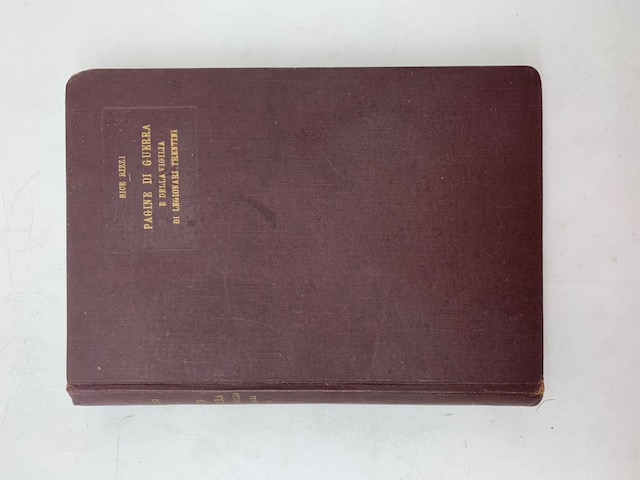 BICE RIZZI
PAGINE DI GUERRA
E DELLA VIGILIA
DI LEGIONARI TRENTINI